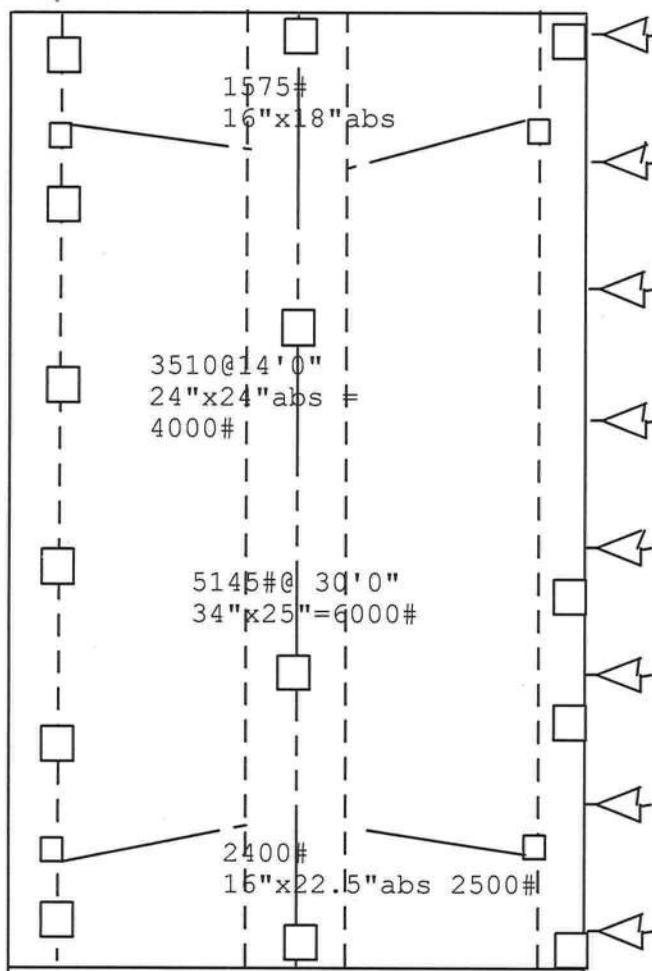 1575#
16"x18"abs
3510@14'0"
24"x24"abs =
4000#
5145#@ 30'0"
34"x25"=6000#
2400#
16"x22.5"abs 2500#